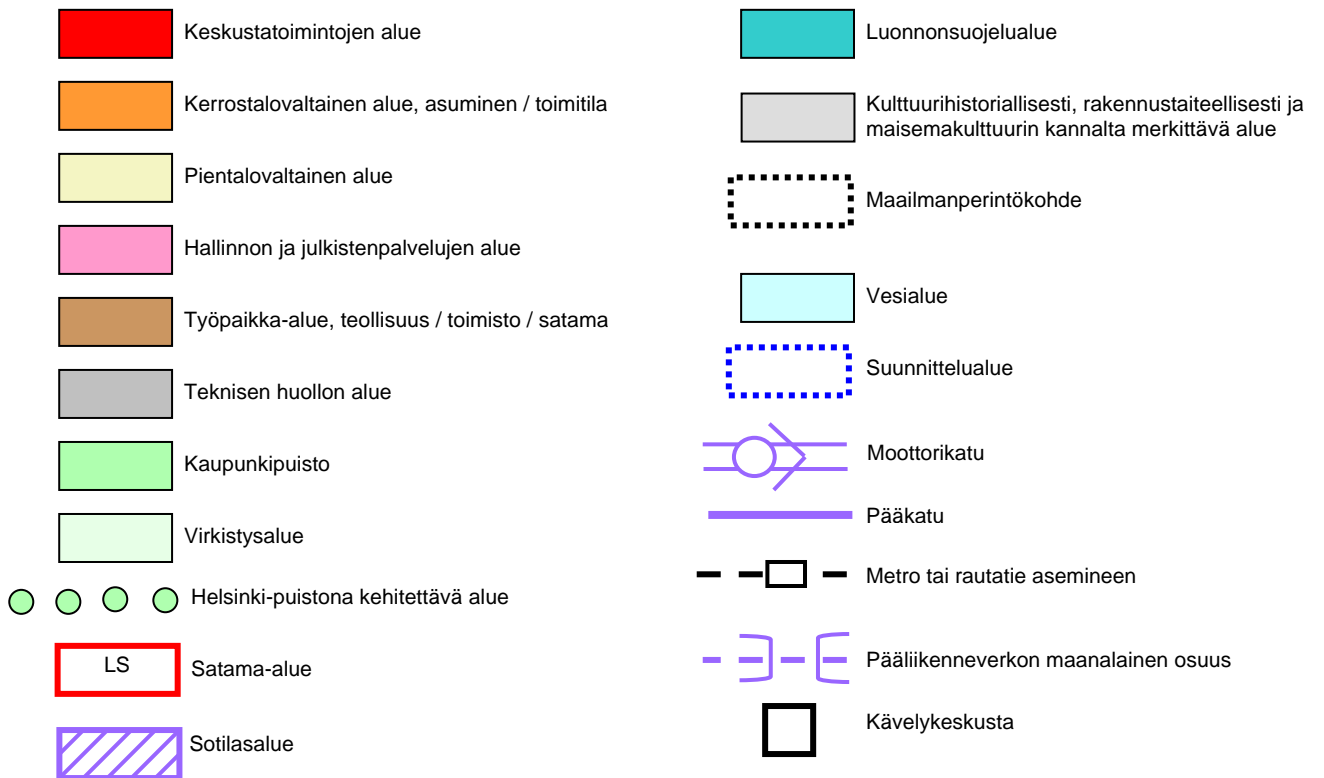 Keskustatoimintojen alue
Kerrostalovaltainen alue, asuminen / toimitila
Pientalovaltainen alue
Hallinnon ja julkistenpalvelujen alue
Työpaikka-alue, teollisuus / toimisto / satama
Teknisen huollon alue
Kaupunkipuisto
Virkistysalue
Helsinki-puistona kehitettävä alue
LS Satama-alue
Sotilasalue
Luonnonsuojelualue
Kulttuurihistoriallisesti, rakennustaiteellisesti ja
maisemakulttuurin kannalta merkittävä alue
Maailmanperintökohde
Vesialue
Suunnittelualue
Moottorikatu
Pääkatu
Metro tai rautatie asemineen
Pääliikenneverkon maanalainen osuus
Kävelykeskusta